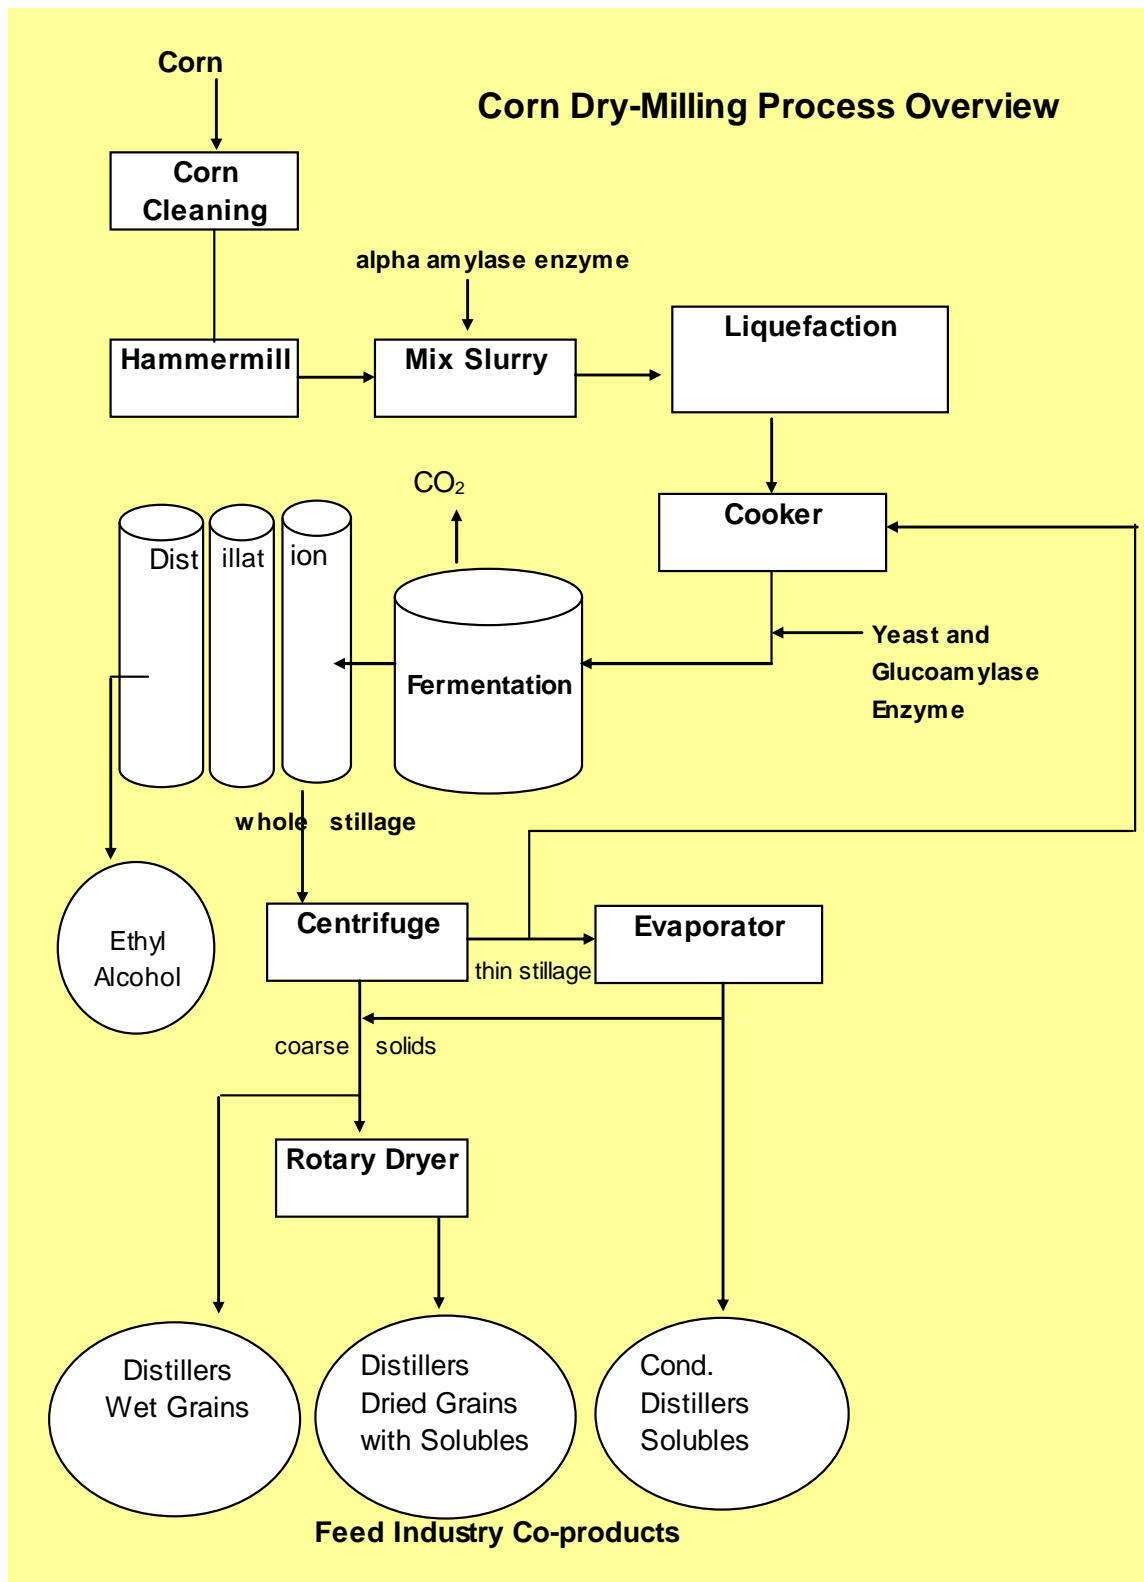 Corn
Corn Dry-Milling Process Overview
Corn
Cleaning
alpha amylase enzyme
Liquefaction
Hammermill
Mix Slurry
CO₂
Cooker
Dist
illat
ion
Yeast and
Glucoamylase
Enzyme
Fermentation
whole stillage
Centrifuge
Evaporator
Ethyl
Alcohol
thin stillage
coarse solids
Rotary Dryer
Distillers
Wet Grains
Distillers
Dried Grains
with Solubles
Cond.
Distillers
Solubles
Feed Industry Co-products